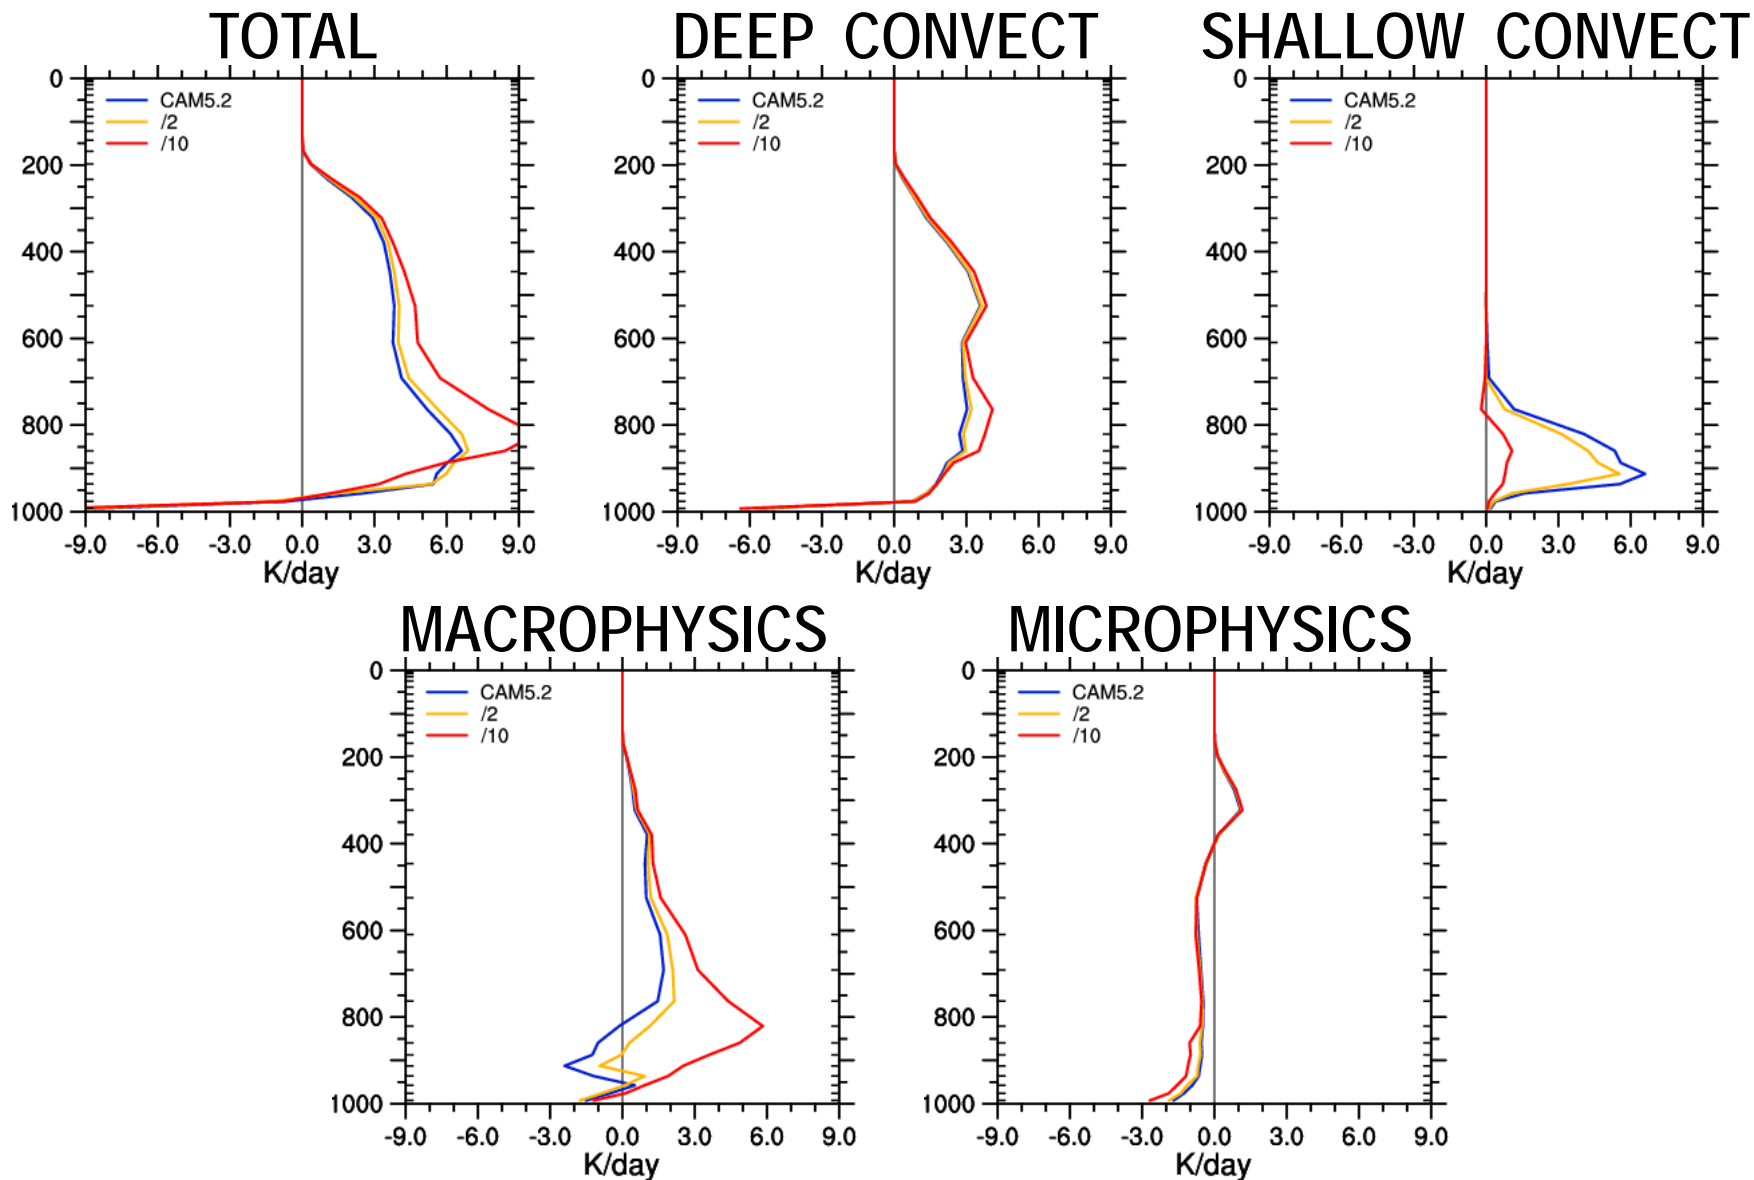 TOTAL DEEP CONVECT SHALLOW CONVECT
0 0 0
CAM5.2 CAM5.2 CAM5.2
/2 /2 /2
/10 /10 /10
200 200 200
400 400 400
600 600 600
800 800 800
1000 1000 1000
-9.0 -6.0 -3.0 0.0 3.0 6.0 9.0 -9.0 -6.0 -3.0 0.0 3.0 6.0 9.0 -9.0 -6.0 -3.0 0.0 3.0 6.0 9.0
K/day K/day K/day
MACROPHYSICS MICROPHYSICS
0 0
CAM5.2 CAM5.2
/2 /2
/10 /10
200 200
400 400
600 600
800 800
1000 1000
-9.0 -6.0 -3.0 0.0 3.0 6.0 9.0 -9.0 -6.0 -3.0 0.0 3.0 6.0 9.0
K/day K/day